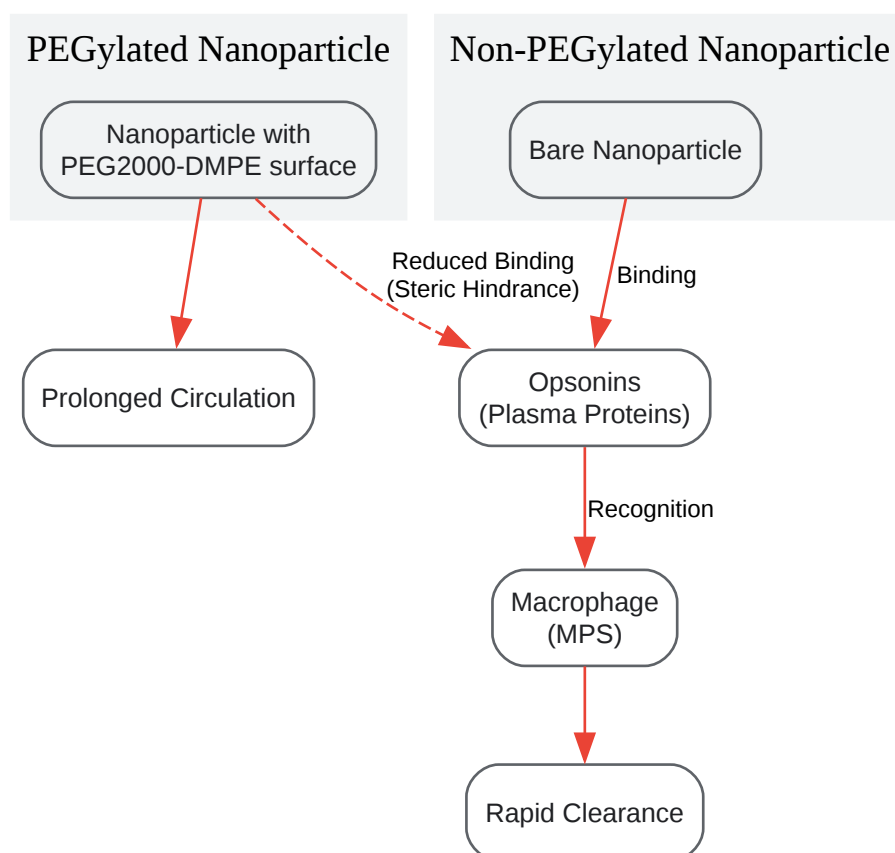 PEGylated Nanoparticle
Non-PEGylated Nanoparticle
Nanoparticle with
PEG2000-DMPE surface
Bare Nanoparticle
Reduced Binding
(Steric Hindrance)
Binding
Prolonged Circulation
Opsonins
(Plasma Proteins)
Recognition
Macrophage
(MPS)
Rapid Clearance